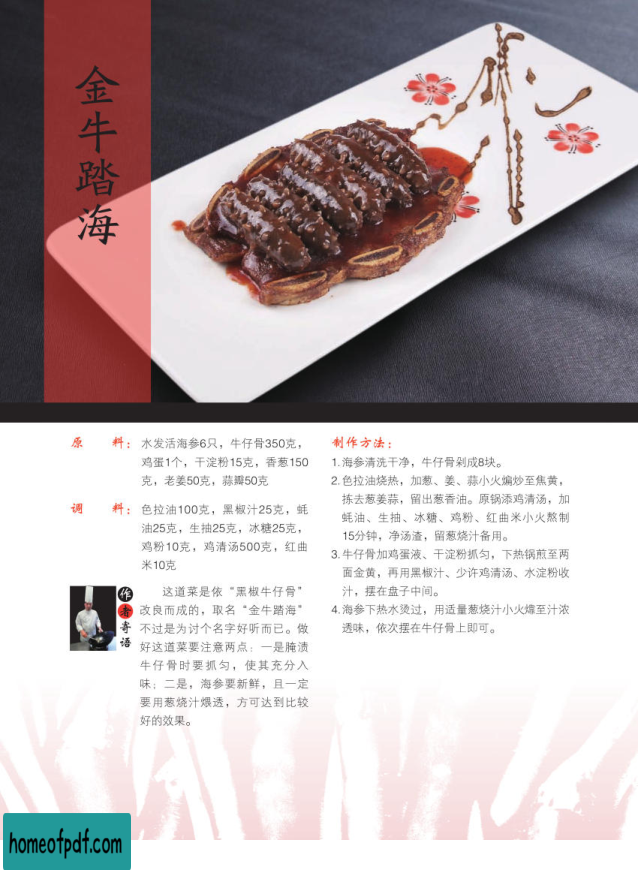 金牛踏海
原　料：水发活海参6只，牛仔骨350克，
鸡蛋1个，干淀粉15克，香葱150
克，老姜50克，蒜瓣50克
调　料：色拉油100克，黑椒汁25克，蚝
油25克，生抽25克，冰糖25克，
鸡粉10克，鸡清汤500克，红曲
米10克
作者寄语
这道菜是依“黑椒牛仔骨”
改良而成的，取名“金牛踏海”
不过是为讨个名字好听而已。做
好这道菜要注意两点：一是腌渍
牛仔骨时要抓匀，使其充分入
味；二是，海参要新鲜，且一定
要用葱烧汁煨透，方可达到比较
好的效果。
制作方法：
1.海参清洗干净，牛仔骨剁成8块。
2.色拉油烧热，加葱、姜、蒜小火煸炒至焦黄，
拣去葱姜蒜，留出葱香油。原锅添鸡清汤，加
蚝油、生抽、冰糖、鸡粉、红曲米小火熬制
15分钟，净汤渣，留葱烧汁备用。
3.牛仔骨加鸡蛋液、干淀粉抓匀，下热锅煎至两
面金黄，再用黑椒汁、少许鸡清汤、水淀粉收
汁，摆在盘子中间。
4.海参下热水烫过，用适量葱烧汁小火㸆至汁浓
透味，依次摆在牛仔骨上即可。
homeofpdf.com